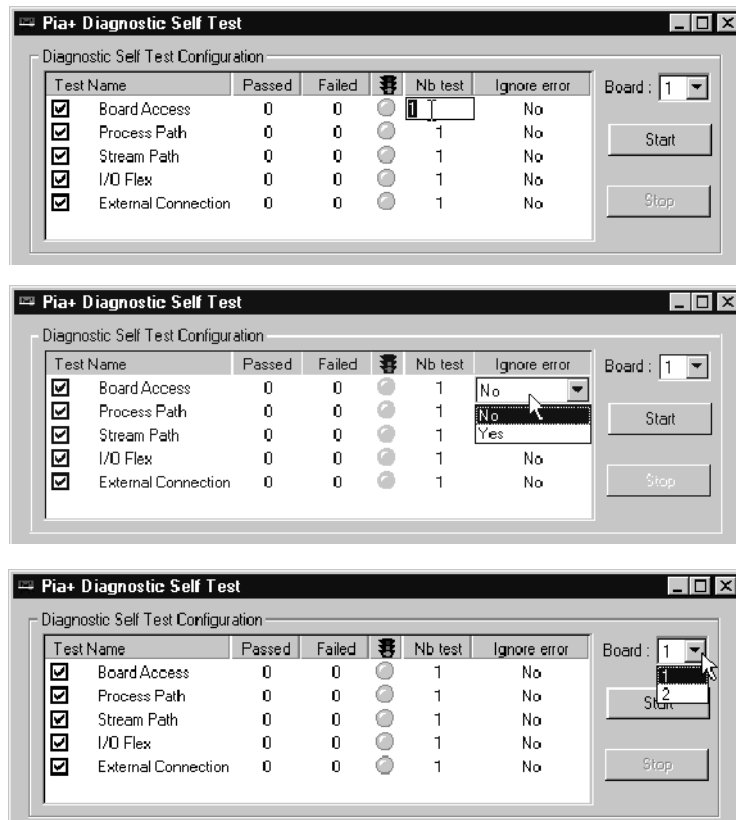 Pia+ Diagnostic Self Test
Diagnostic Self Test Configuration
Test Name Passed Failed Nb test Ignore error Board : 1
Board Access 0 0 1 No
Process Path 0 0 1 No Start
Stream Path 0 0 1 No
I/O Flex 0 0 1 No Stop
External Connection 0 0 1 No
Pia+ Diagnostic Self Test
Diagnostic Self Test Configuration
Test Name Passed Failed Nb test Ignore error Board : 1
Board Access 0 0 1 No
Process Path 0 0 1 No Start
Stream Path 0 0 1 Yes
I/O Flex 0 0 1 No
External Connection 0 0 1 No Stop
Pia+ Diagnostic Self Test
Diagnostic Self Test Configuration
Test Name Passed Failed Nb test Ignore error Board : 1
Board Access 0 0 1 No 1
Process Path 0 0 1 No 2
Stream Path 0 0 1 No Start
I/O Flex 0 0 1 No
External Connection 0 0 1 No Stop